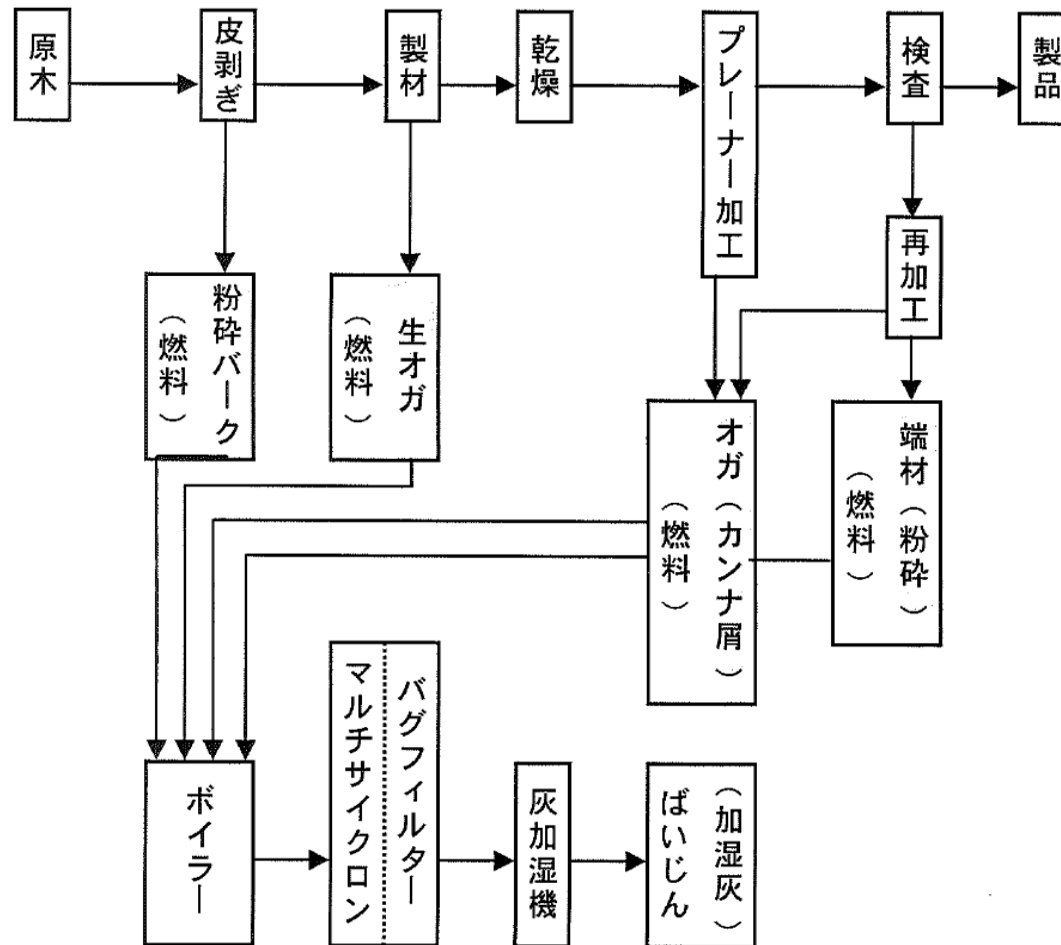 原木
皮剥ぎ
製材
乾燥
プレーナー加工
検査
製品
再加工
粉砕バーク
（燃料）
生オガ
（燃料）
オガ（カンナ屑）
（燃料）
端材（粉砕）
（燃料）
ボイラー
マルチサイクロン
バグフィルター
灰加湿機
（加湿灰）
ばいじん